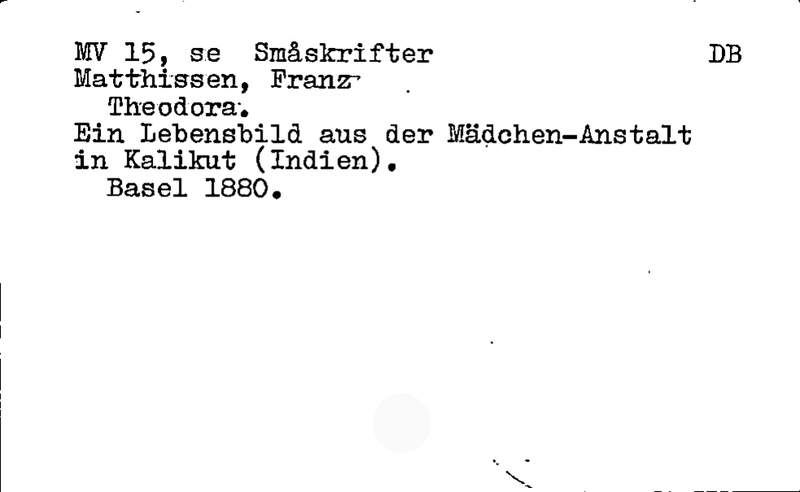 MV 15, se Småskrifter DB
Matthissen, Franz
Theodora.
Ein Lebensbild aus der Mädchen-Anstalt
in Kalikut (Indien).
Basel 1880.